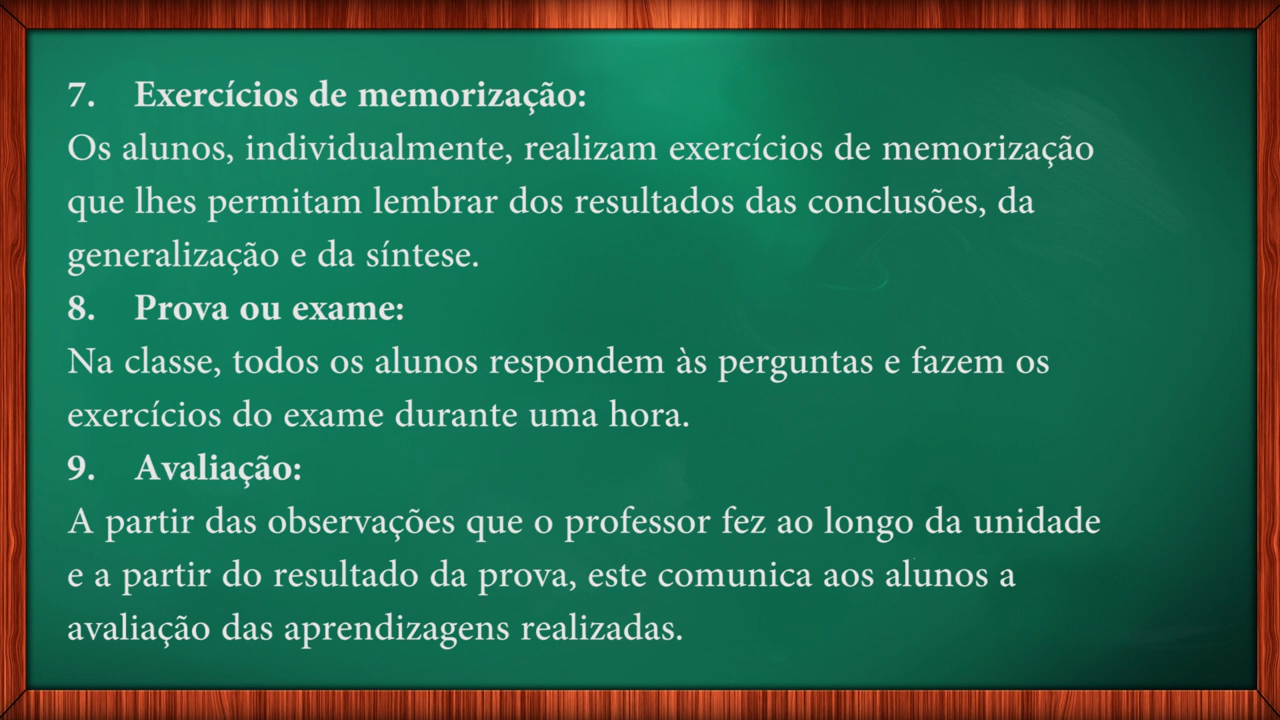 7. Exercícios de memorização:
Os alunos, individualmente, realizam exercícios de memorização
que lhes permitam lembrar dos resultados das conclusões, da
generalização e da síntese.
8. Prova ou exame:
Na classe, todos os alunos respondem às perguntas e fazem os
exercícios do exame durante uma hora.
9. Avaliação:
A partir das observações que o professor fez ao longo da unidade
e a partir do resultado da prova, este comunica aos alunos a
avaliação das aprendizagens realizadas.